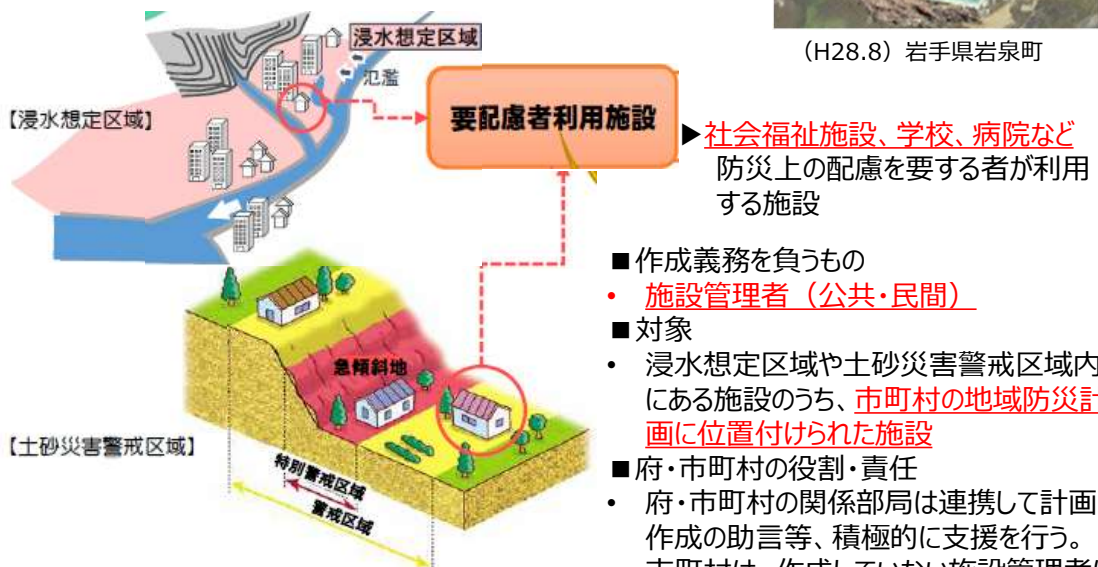 （H28.8）岩手県岩泉町
浸水想定区域
氾濫
【浸水想定区域】
要配慮者利用施設
▶社会福祉施設、学校、病院など
防災上の配慮を要する者が利用
する施設
■作成義務を負うもの
• 施設管理者（公共・民間）
■対象
• 浸水想定区域や土砂災害警戒区域内
にある施設のうち、市町村の地域防災計
画に位置付けられた施設
■府・市町村の役割・責任
• 府・市町村の関係部局は連携して計画
作成の助言等、積極的に支援を行う。
急傾斜地
【土砂災害警戒区域】
特別警戒区域
警戒区域